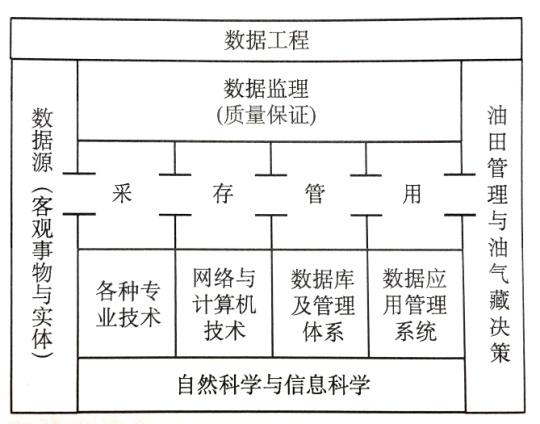 数据工程
数据监理
(质量保证)
数据源(客观事物与实体)
采
存
管
用
油田管理与油气藏决策
各种专
业技术
网络与
计算机
技术
数据库
及管理
体系
数据应
用管理
系统
自然科学与信息科学